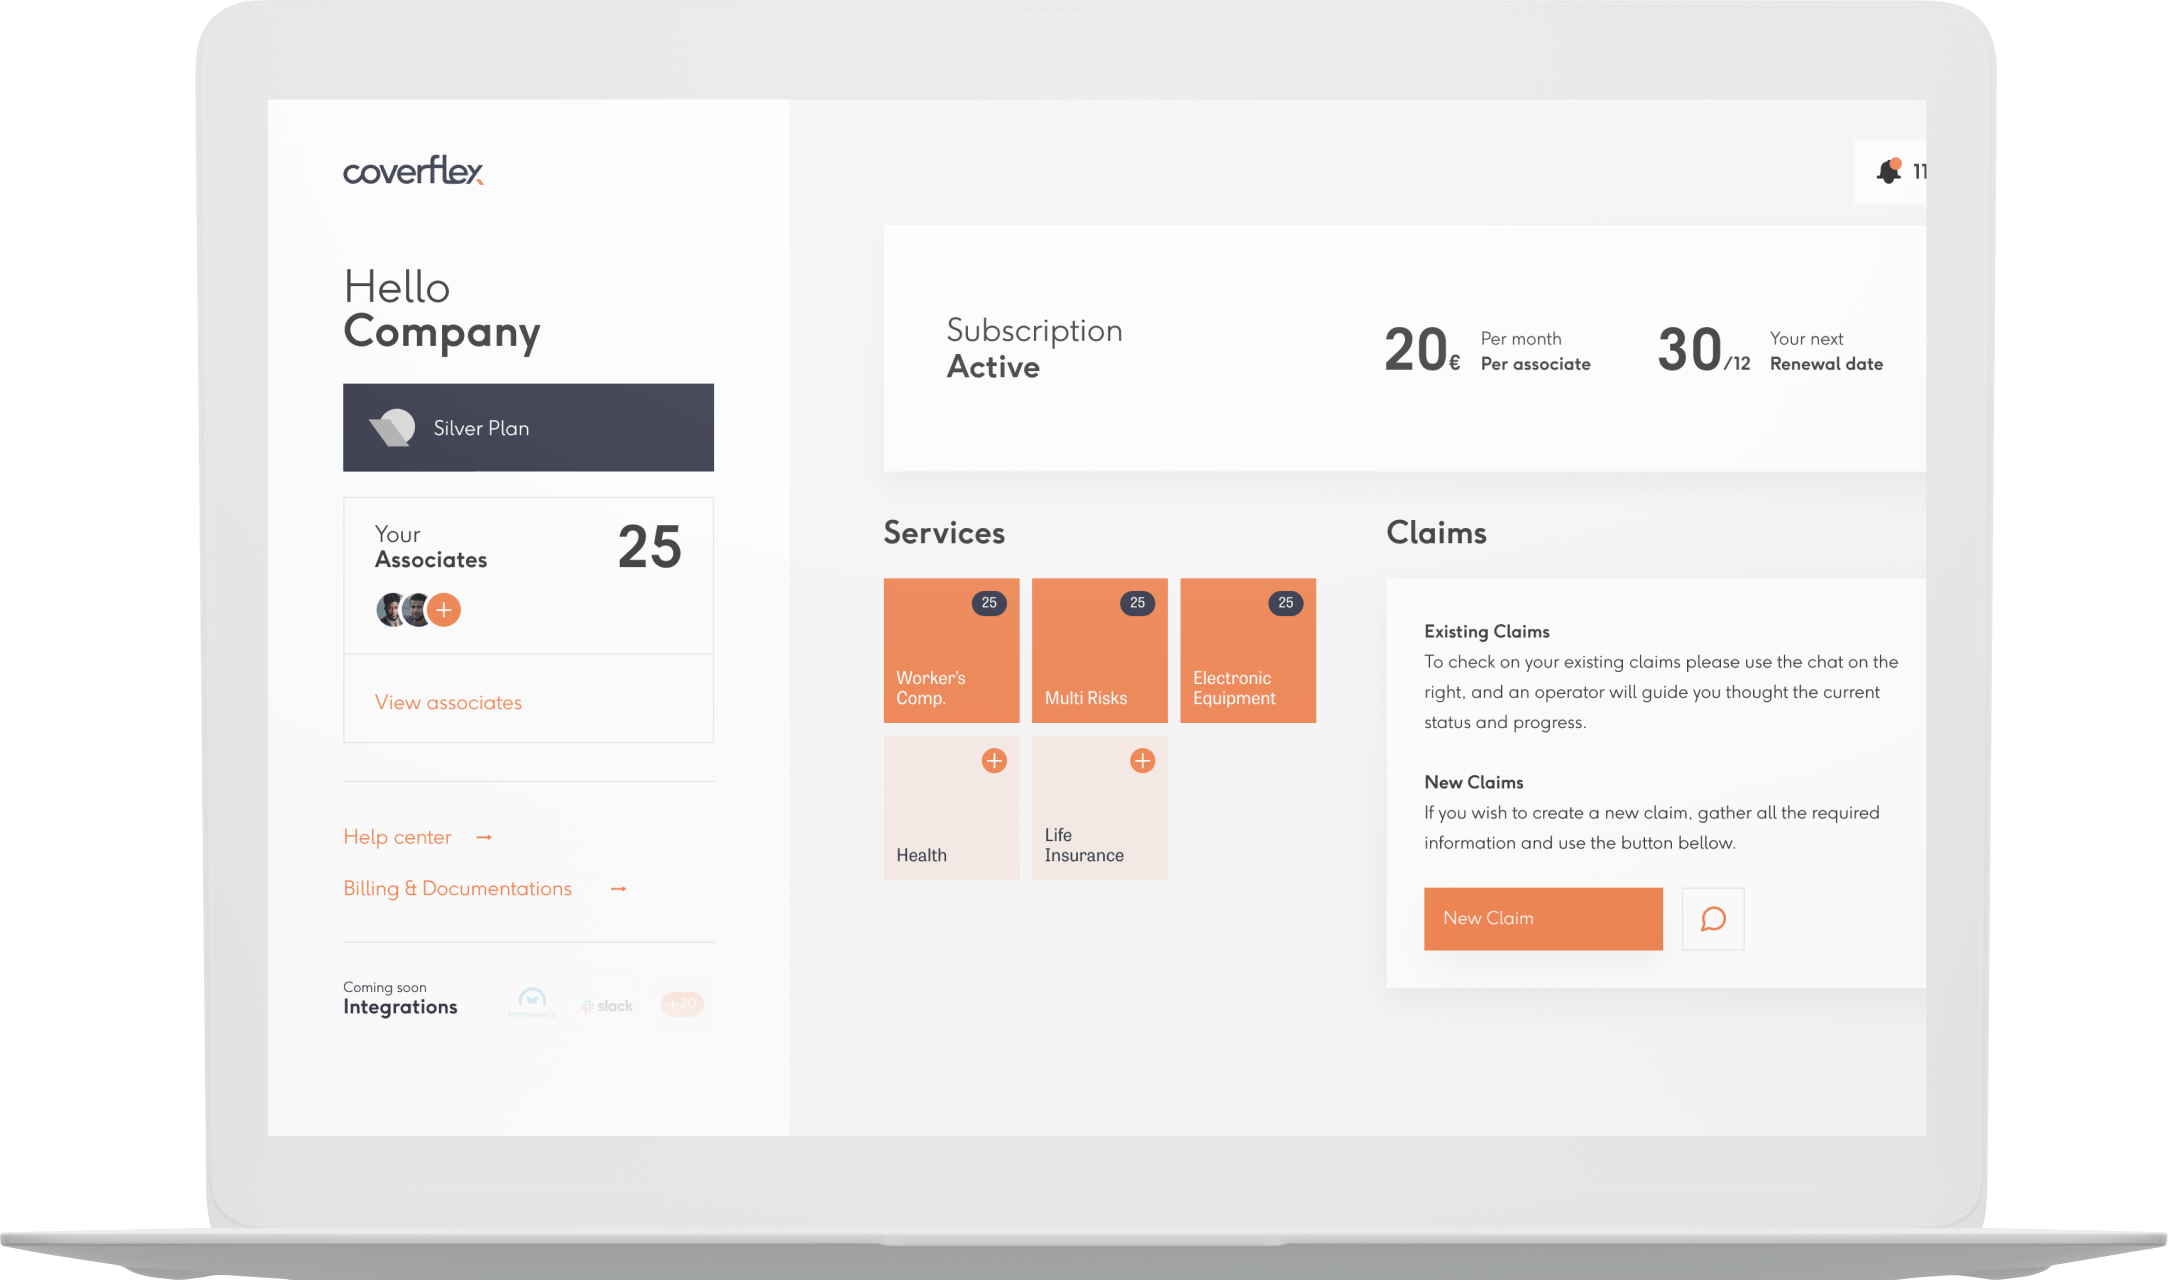 coverflex
11
Hello
Company
Silver Plan
Your
Associates
25
View associates
Help center →
Billing & Documentations →
Coming soon
Integrations
Primavera
slack
+20
Subscription
Active
20€
Per month
Per associate
30/12
Your next
Renewal date
Services
25
Worker's
Comp.
25
Multi Risks
25
Electronic
Equipment
Health
Life
Insurance
Claims
Existing Claims
To check on your existing claims please use the chat on the
right, and an operator will guide you thought the current
status and progress.
New Claims
If you wish to create a new claim, gather all the required
information and use the button bellow.
New Claim